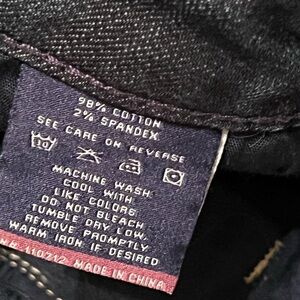 98% COTTON
2% SPANDEX
SEE CARE ON REVERSE
MACHINE WASH
COOL WITH
LIKE COLORS
DO NOT BLEACH
TUMBLE DRY LOW
REMOVE PROMPTLY
WARM IRON IF DESIRED
110212 MADE IN CHINA